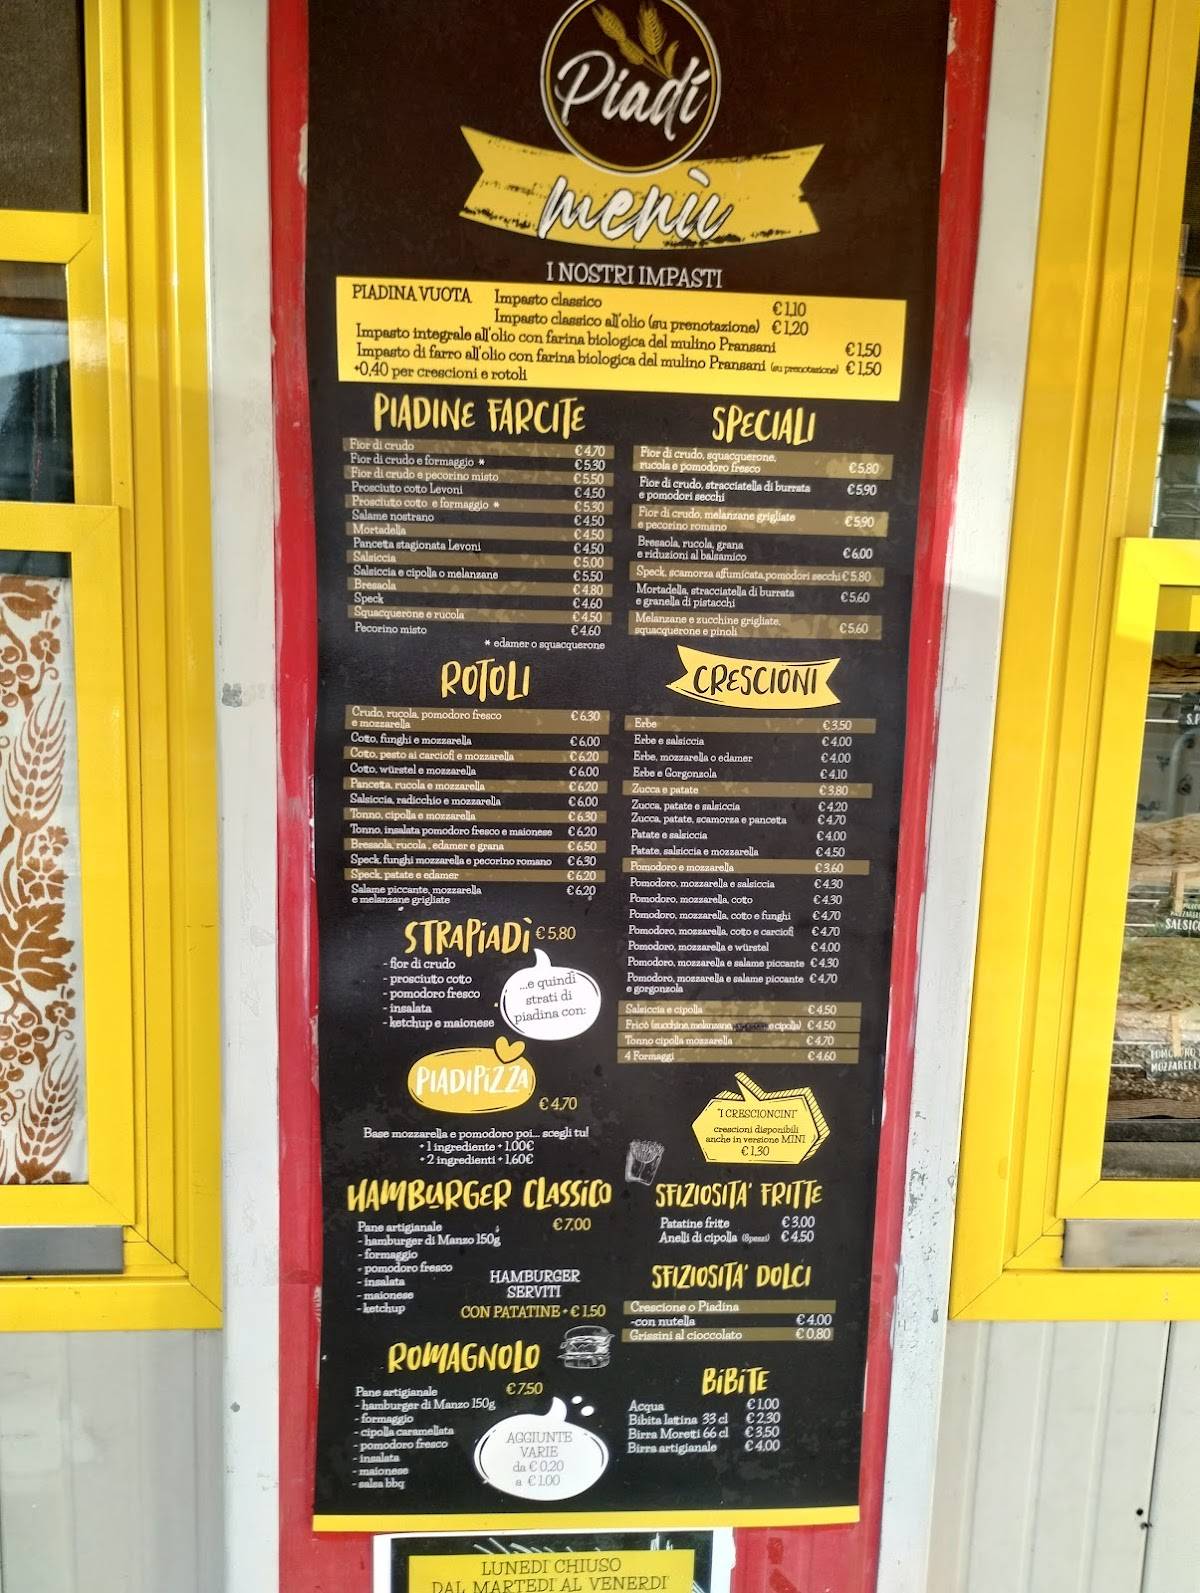 Piadí
menù
I NOSTRI IMPASTI
PIADINA VUOTA Impasto classico € 1,10
Impasto classico all'olio (su prenotazione) € 1,20
Impasto integrale all'olio con farina biologica del mulino Pransani € 1,50
Impasto di farro all'olio con farina biologica del mulino Pransani (su prenotazione) € 1,50
+0,40 per crescioni e rotoli
PIADINE FARCITE
Fior di crudo € 4,70
Fior di crudo e formaggio * € 5,30
Fior di crudo e pecorino misto € 5,50
Prosciutto cotto Levoni € 4,50
Prosciutto cotto e formaggio * € 5,30
Salame nostrano € 4,50
Mortadella € 4,50
Pancetta stagionata Levoni € 4,50
Salsiccia € 5,00
Salsiccia e cipolla o melanzane € 5,50
Bresaola € 4,80
Speck € 4,60
Squacquerone e rucola € 4,50
Pecorino misto € 4,60
* edamer o squacquerone
SPECIALI
Fior di crudo, squacquerone,
rucola e pomodoro fresco € 5,80
Fior di crudo, stracciatella di burrata € 5,90
e pomodori secchi
Fior di crudo, melanzane grigliate € 5,90
e pecorino romano
Bresaola, rucola, grana
e riduzioni al balsamico € 6,00
Speck, scamorza affumicata, pomodori secchi € 5,80
Mortadella, stracciatella di burrata € 5,60
e granella di pistacchi
Melanzane e zucchine grigliate,
squacquerone e pinoli € 5,60
ROTOLI
Crudo, rucola, pomodoro fresco € 6,30
e mozzarella
Cotto, funghi e mozzarella € 6,00
Cotto, pesto ai carciofi e mozzarella € 6,20
Cotto, würstel e mozzarella € 6,00
Pancetta, rucola e mozzarella € 6,20
Salsiccia, radicchio e mozzarella € 6,00
Tonno, cipolla e mozzarella € 6,30
Tonno, insalata pomodoro fresco e maionese € 6,20
Bresaola, rucola, edamer e grana € 6,50
Speck, funghi mozzarella e pecorino romano € 6,30
Speck, patate e edamer € 6,20
Salame piccante, mozzarella € 6,20
e melanzane grigliate
CRESCIONI
Erbe € 3,50
Erbe e salsiccia € 4,00
Erbe, mozzarella o edamer € 4,00
Erbe e Gorgonzola € 4,10
Zucca e patate € 3,80
Zucca, patate e salsiccia € 4,20
Zucca, patate, scamorza e pancetta € 4,70
Patate e salsiccia € 4,00
Patate, salsiccia e mozzarella € 4,50
Pomodoro e mozzarella € 3,60
Pomodoro, mozzarella e salsiccia € 4,30
Pomodoro, mozzarella, cotto € 4,30
Pomodoro, mozzarella, cotto e funghi € 4,70
Pomodoro, mozzarella, cotto e carciofi € 4,70
Pomodoro, mozzarella e würstel € 4,00
Pomodoro, mozzarella e salame piccante € 4,30
Pomodoro, mozzarella e salame piccante € 4,70
e gorgonzola
Salsiccia e cipolla € 4,50
Fricò (zucchine, melanzane, e cipolla) € 4,50
Tonno cipolla mozzarella € 4,70
4 Formaggi € 4,60
STRAPIADÌ € 5,80
- fior di crudo
- prosciutto cotto
- pomodoro fresco
- insalata
- ketchup e maionese
...e quindi
strati di
piadina con:
PIADIPIZZA
€ 4,70
Base mozzarella e pomodoro poi... scegli tu!
+ 1 ingrediente + 1,00€
+ 2 ingredienti + 1,60€
"I CRESCIONCINI"
crescioni disponibili
anche in versione MINI
€ 1,30
HAMBURGER CLASSICO
Pane artigianale € 7,00
- hamburger di Manzo 150g
- formaggio
- pomodoro fresco
- insalata
- maionese
- ketchup
HAMBURGER
SERVITI
CON PATATINE + € 1,50
SFIZIOSITA' FRITTE
Patatine fritte € 3,00
Anelli di cipolla (8pezzi) € 4,50
SFIZIOSITA' DOLCI
Crescione o Piadina
-con nutella € 4,00
Grissini al cioccolato € 0,80
ROMAGNOLO
Pane artigianale € 7,50
- hamburger di Manzo 150g
- formaggio
- cipolla caramellata
- pomodoro fresco
- insalata
- maionese
- salsa bbq
AGGIUNTE
VARIE
da € 0,20
a € 1,00
BIBITE
Acqua € 1,00
Bibita lattina 33 cl € 2,30
Birra Moretti 66 cl € 3,50
Birra artigianale € 4,00
LUNEDI' CHIUSO
DAL MARTEDI' AL VENERDI'